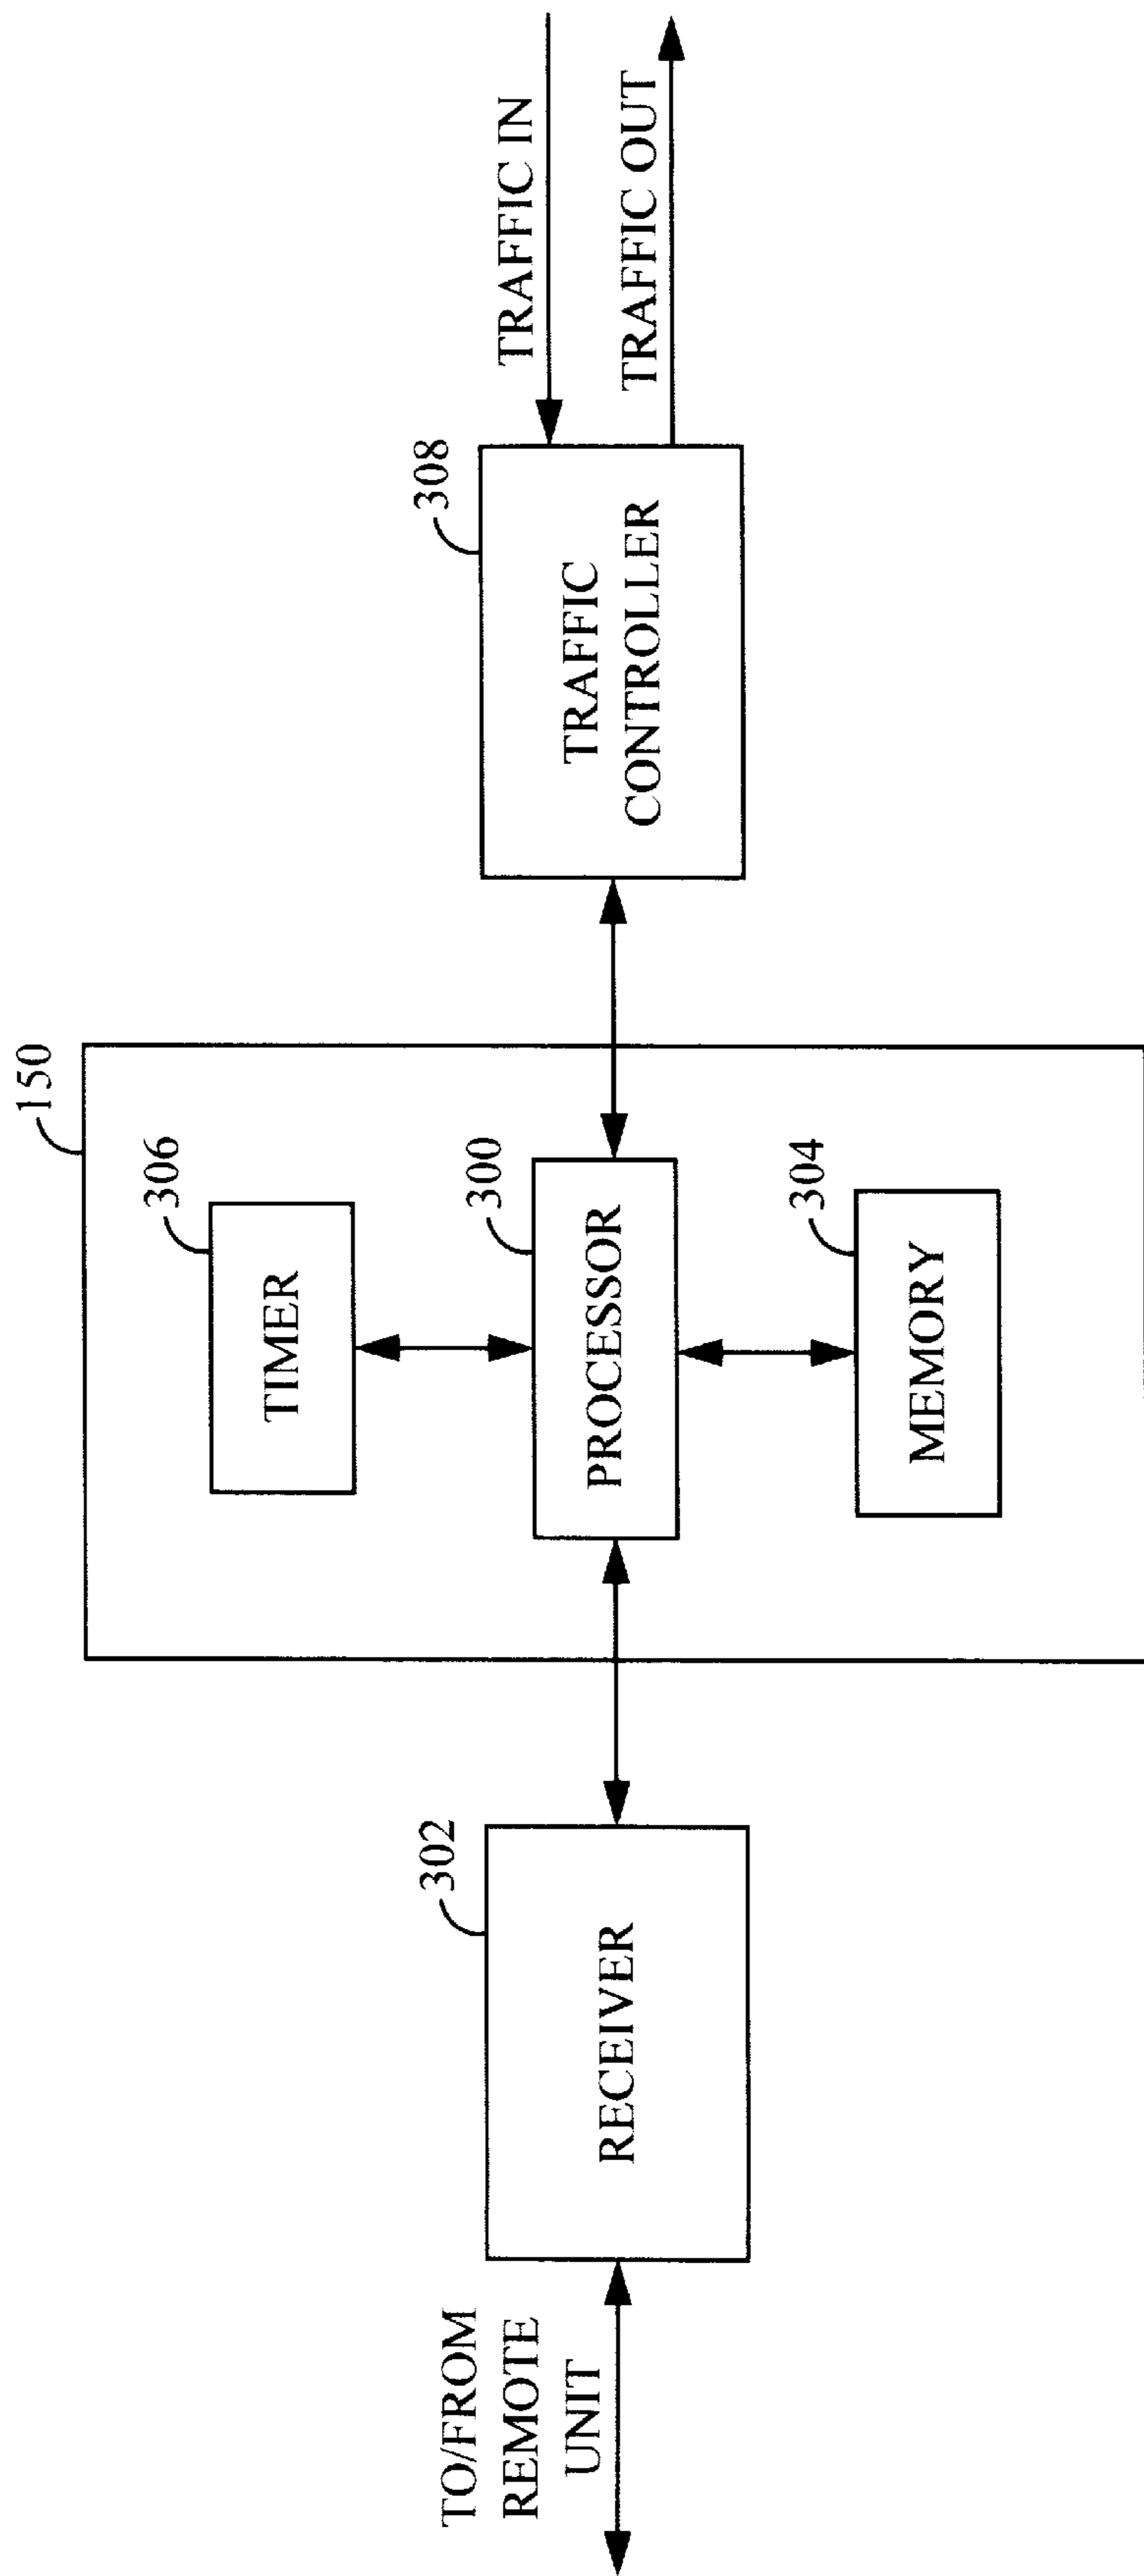 TO/FROM
REMOTE
UNIT
302
RECEIVER
150
306
TIMER
300
PROCESSOR
304
MEMORY
308
TRAFFIC
CONTROLLER
TRAFFIC IN
TRAFFIC OUT